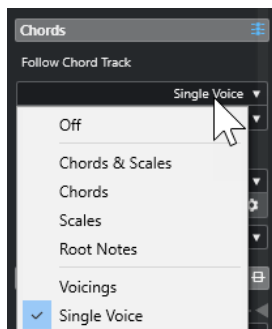 Chords
Follow Chord Track
Single Voice
Off
Chords & Scales
Chords
Scales
Root Notes
Voicings
Single Voice